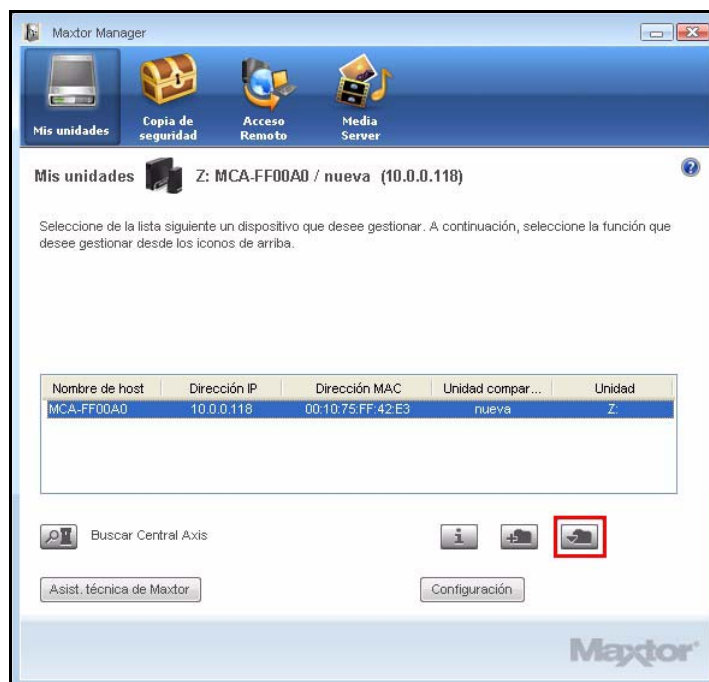 Maxtor Manager
Mis unidades
Copia de
seguridad
Acceso
Remoto
Media
Server
Mis unidades Z: MCA-FF00A0 / nueva (10.0.0.118)
Seleccione de la lista siguiente un dispositivo que desee gestionar. A continuación, seleccione la función que
desee gestionar desde los iconos de arriba.
Nombre de host Dirección IP Dirección MAC Unidad compar... Unidad
MCA-FF00A0 10.0.0.118 00:10:75:FF:42:E3 nueva Z:
Buscar Central Axis
Asist. técnica de Maxtor Configuración
Maxtor